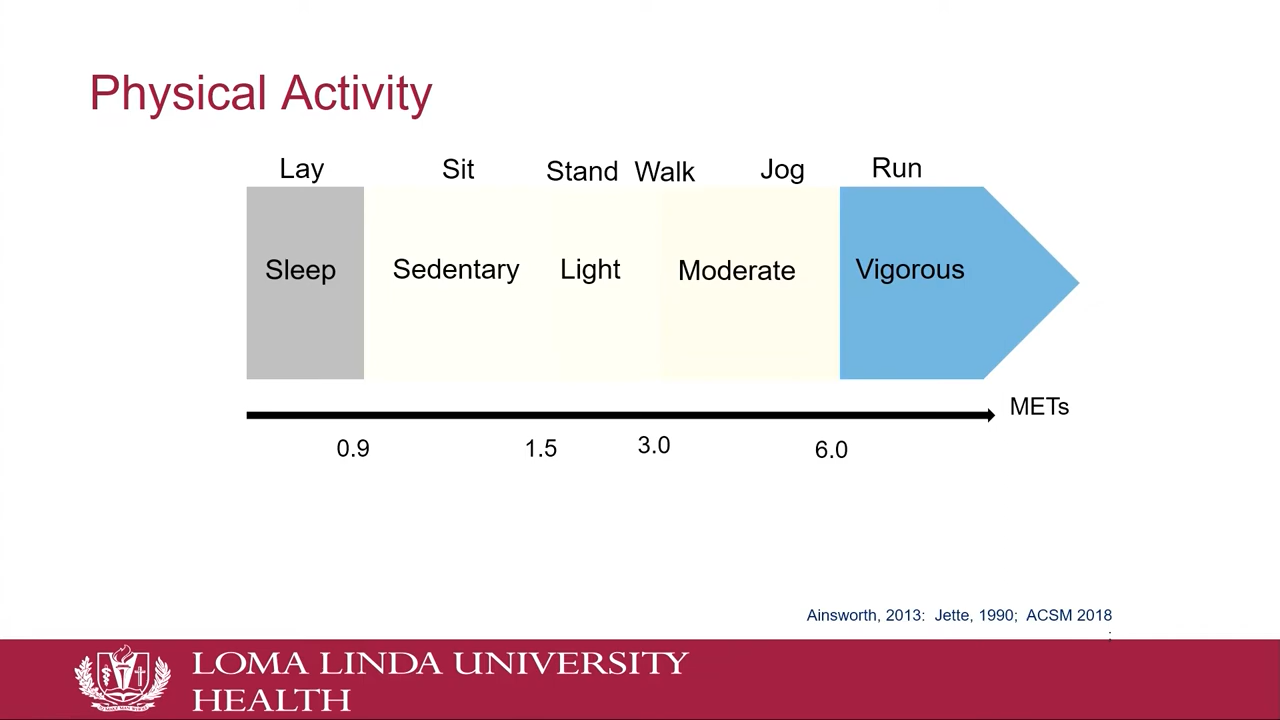 Physical Activity
Lay Sit Stand Walk Jog Run
Sleep Sedentary Light Moderate Vigorous
METs
0.9 1.5 3.0 6.0
Ainsworth, 2013: Jette, 1990; ACSM 2018
;
LOMA LINDA UNIVERSITY
HEALTH